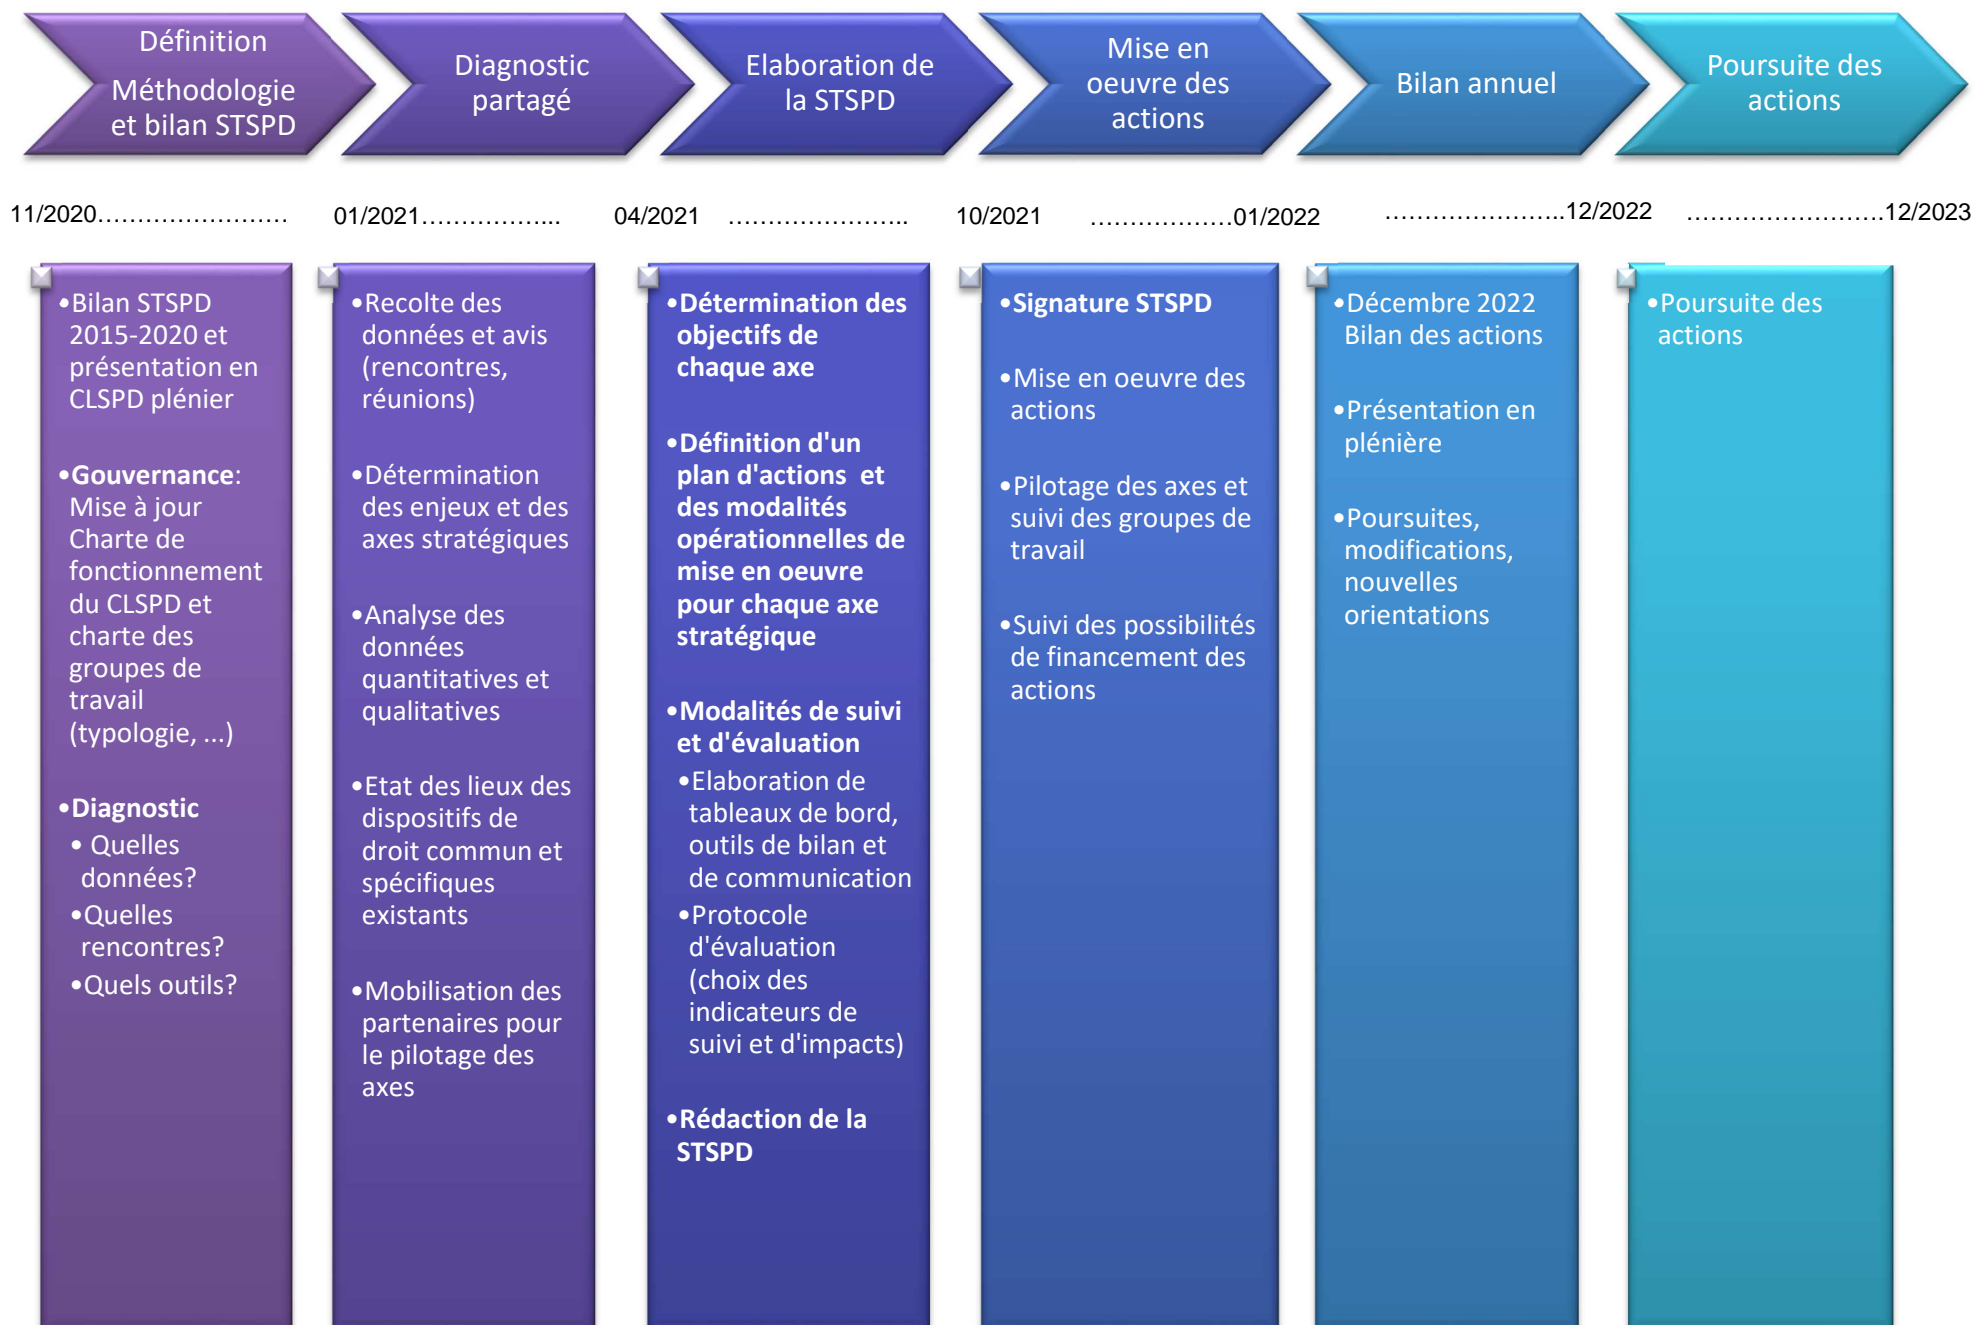 Définition
Méthodologie
et bilan STSPD
Diagnostic
partagé
Elaboration de
la STSPD
Mise en
oeuvre des
actions
Bilan annuel
Poursuite des
actions
11/2020........................
01/2021..................
04/2021 ........................
10/2021 ..................01/2022
........................12/2022
..........................12/2023
•Bilan STSPD
2015-2020 et
présentation en
CLSPD plénier
•Gouvernance:
Mise à jour
Charte de
fonctionnement
du CLSPD et
charte des
groupes de
travail
(typologie, ...)
•Diagnostic
• Quelles
données?
•Quelles
rencontres?
•Quels outils?
•Recolte des
données et avis
(rencontres,
réunions)
•Détermination
des enjeux et des
axes stratégiques
•Analyse des
données
quantitatives et
qualitatives
•Etat des lieux des
dispositifs de
droit commun et
spécifiques
existants
•Mobilisation des
partenaires pour
le pilotage des
axes
•Détermination des
objectifs de
chaque axe
•Définition d'un
plan d'actions et
des modalités
opérationnelles de
mise en oeuvre
pour chaque axe
stratégique
•Modalités de suivi
et d'évaluation
•Elaboration de
tableaux de bord,
outils de bilan et
de communication
•Protocole
d'évaluation
(choix des
indicateurs de
suivi et d'impacts)
•Rédaction de la
STSPD
•Signature STSPD
•Mise en oeuvre des
actions
•Pilotage des axes et
suivi des groupes de
travail
•Suivi des possibilités
de financement des
actions
•Décembre 2022
Bilan des actions
•Présentation en
plénière
•Poursuites,
modifications,
nouvelles
orientations
•Poursuite des
actions